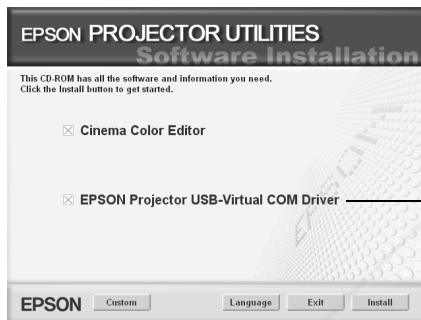 EPSON PROJECTOR UTILITIES
Software Installation
This CD-ROM has all the software and information you need.
Click the Install button to get started.
Cinema Color Editor
EPSON Projector USB-Virtual COM Driver
EPSON
EPSON Custom Language Exit Install